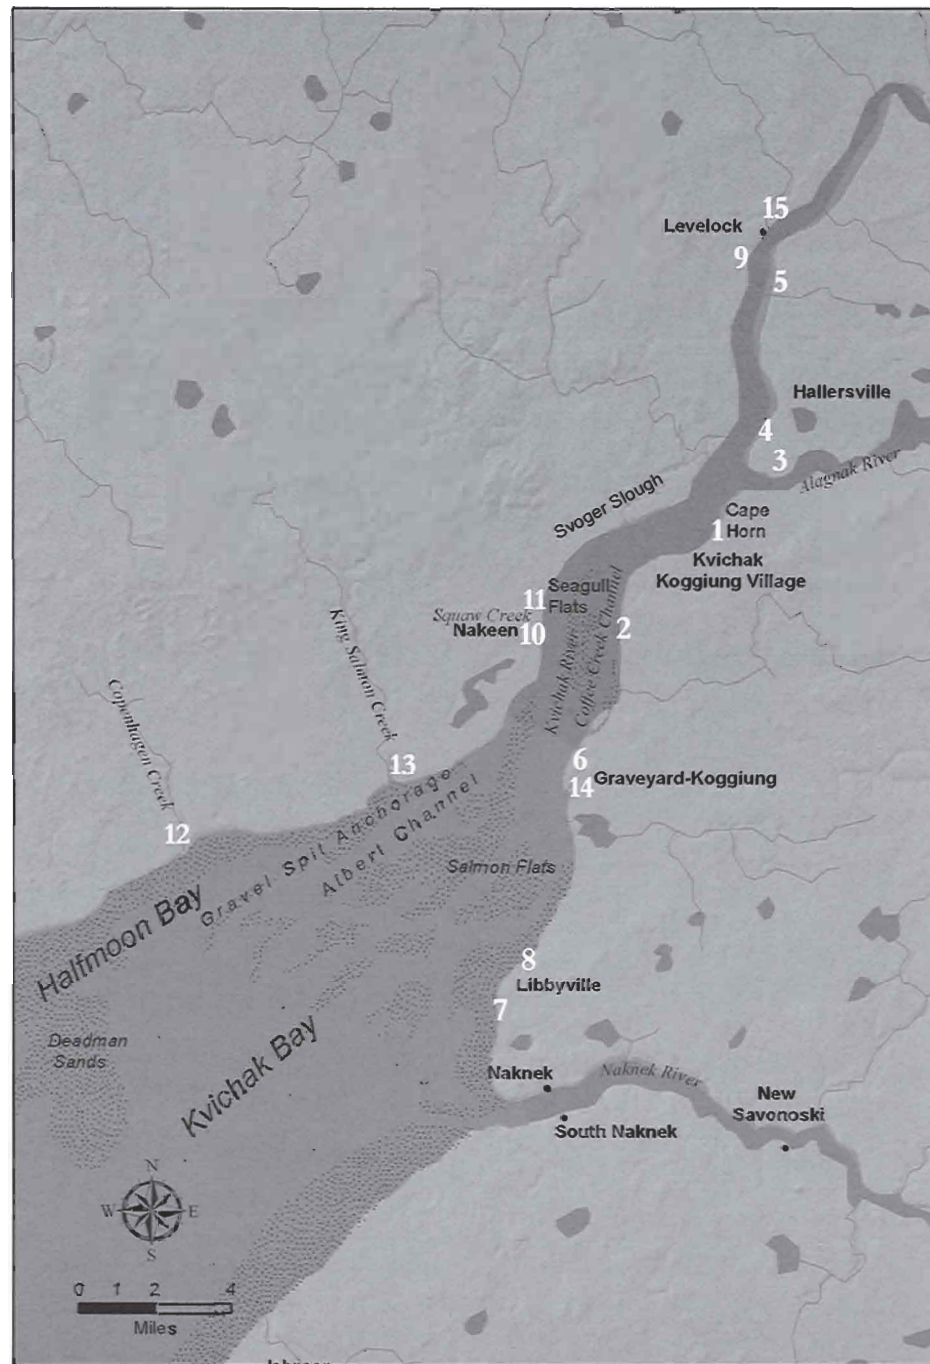 15
Levelock
9
5
Hallersville
4
3
Alagnak River
Svoger Slough
1
Cape
Horn
Kvichak
Koggiung Village
11
Seagull
Flats
Squaw Creek
Nakeen
10
2
Kvichak River
Coffee Creek Channel
King Salmon Creek
Copenhagen Creek
13
6
14
Graveyard-Koggiung
12
Gravel Spit Anchorage
Albert Channel
Salmon Flats
Halfmoon Bay
8
Libbyville
7
Deadman
Sands
Kvichak Bay
Naknek
Naknek River
New
Savonoski
South Naknek
N
W
E
S
0 1 2 4
Miles